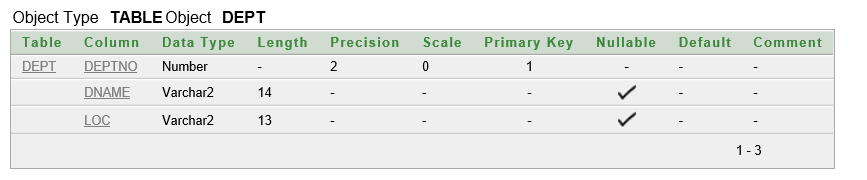 Object Type TABLE Object DEPT
Table Column Data Type Length Precision Scale Primary Key Nullable Default Comment
DEPT DEPTNO Number - 2 0 1 - - -
DNAME Varchar2 14 - - - ✓ - -
LOC Varchar2 13 - - - ✓ - -
1 - 3